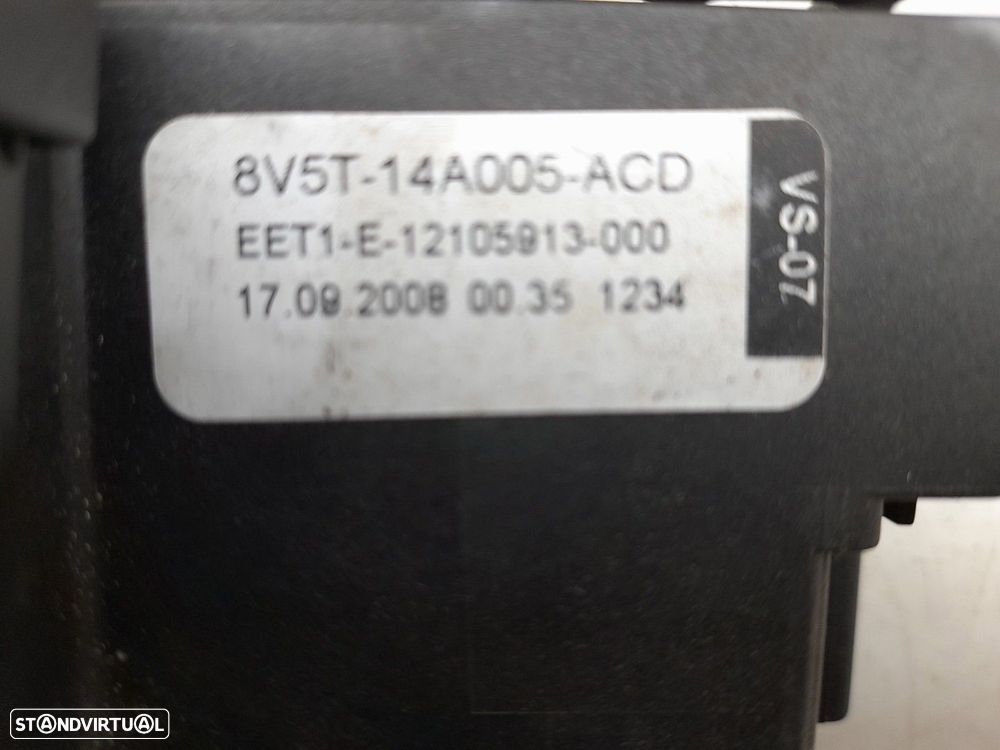 8V5T-14A005-ACD
EET1-E-12105913-000
17.09.2008 00.35 1234
VS-07
STANDVIRTUAL